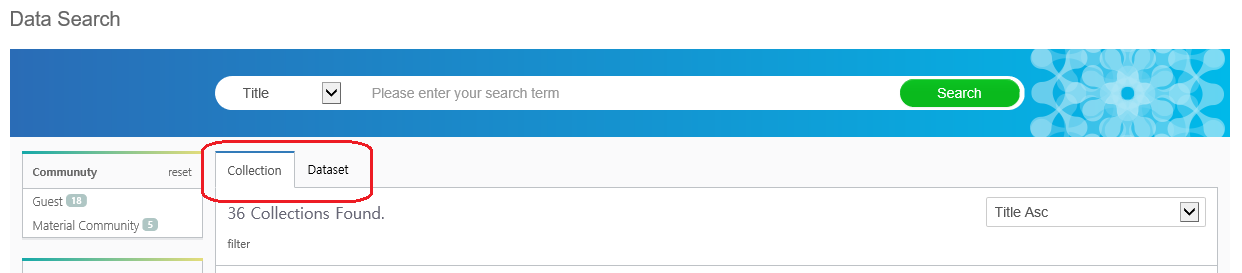 Data Search
Title Please enter your search term Search
Communuty reset
Guest 18
Material Community 5
Collection Dataset
36 Collections Found.
Title Asc
filter